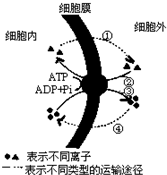 细胞膜
细胞内
细胞外
①
ATP
ADP+Pi
②
③
④
表示不同离子
表示不同类型的运输途径